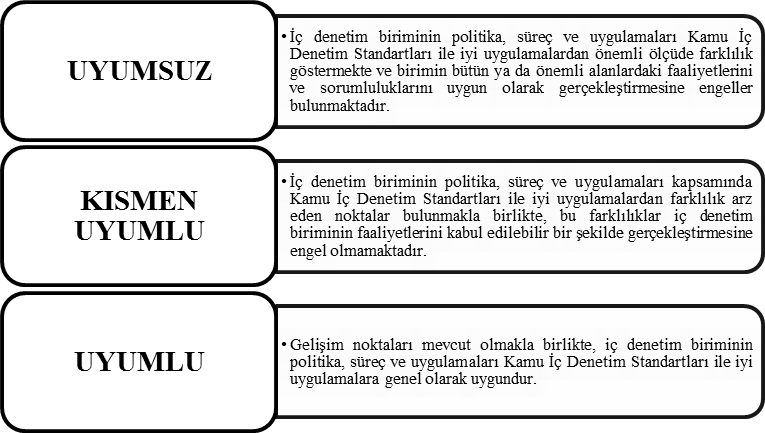 UYUMSUZ
•İç denetim biriminin politika, süreç ve uygulamaları Kamu İç
Denetim Standartları ile iyi uygulamalardan önemli ölçüde farklılık
göstermekte ve birimin bütün ya da önemli alanlardaki faaliyetlerini
ve sorumluluklarını uygun olarak gerçekleştirmesine engeller
bulunmaktadır.
KISMEN
UYUMLU
•İç denetim biriminin politika, süreç ve uygulamaları kapsamında
Kamu İç Denetim Standartları ile iyi uygulamalardan farklılık arz
eden noktalar bulunmakla birlikte, bu farklılıklar iç denetim
biriminin faaliyetlerini kabul edilebilir bir şekilde gerçekleştirmesine
engel olmamaktadır.
UYUMLU
•Gelişim noktaları mevcut olmakla birlikte, iç denetim biriminin
politika, süreç ve uygulamaları Kamu İç Denetim Standartları ile iyi
uygulamalara genel olarak uygundur.